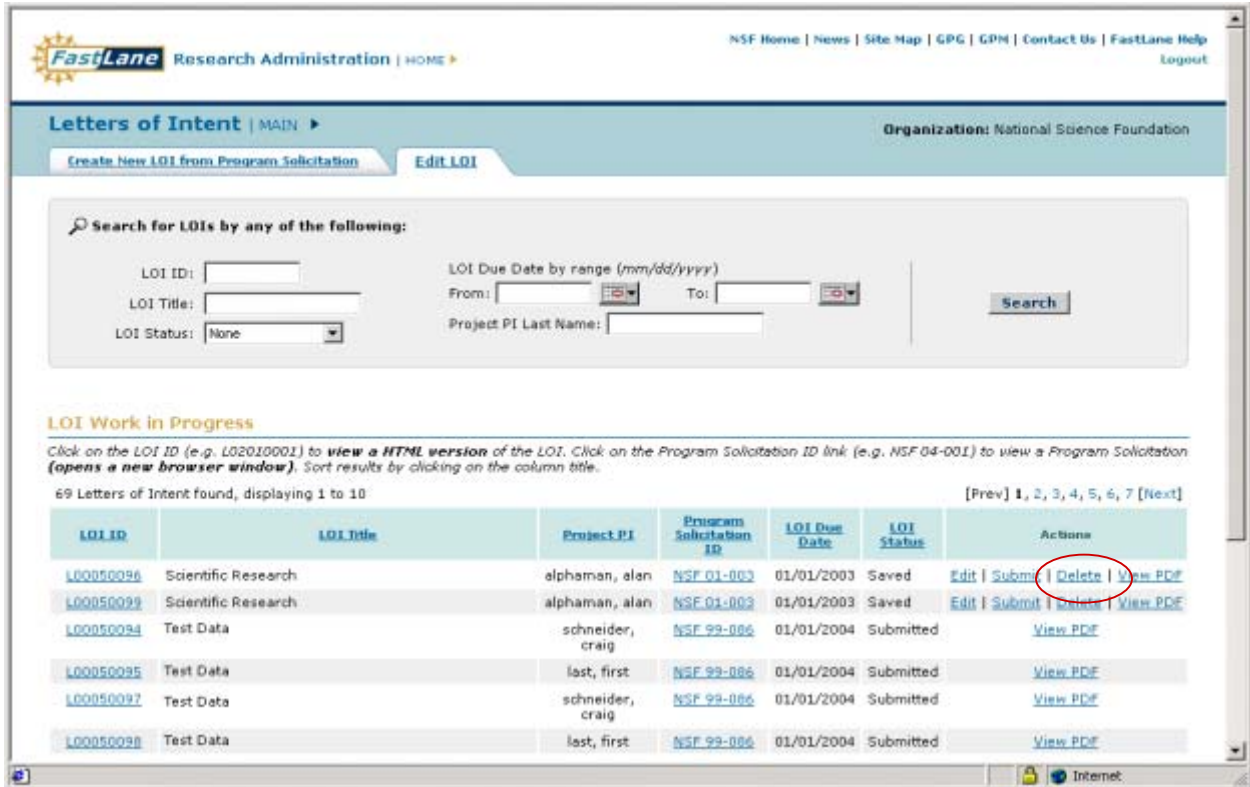 NSF Home | News | Site Map | GPG | GPM | Contact Us | FastLane Help
FastLane Research Administration | HOME
Logout
Letters of Intent | MAIN
Organization: National Science Foundation
Create New LOI from Program Solicitation Edit LOI
Search for LOIs by any of the following:
LOI ID: LOI Due Date by range (mm/dd/yyyy)
From: To:
LOI Title: Search
LOI Status: None Project PI Last Name:
LOI Work in Progress
Click on the LOI ID (e.g. L02010001) to view a HTML version of the LOI. Click on the Program Solicitation ID link (e.g. NSF 04-001) to view a Program Solicitation
(opens a new browser window). Sort results by clicking on the column title.
69 Letters of Intent found, displaying 1 to 10 [Prev] 1, 2, 3, 4, 5, 6, 7 [Next]
LOI ID LOI Title Project PI Program Solicitation ID LOI Due Date LOI Status Actions
L00050096 Scientific Research alphaman, alan NSF 01-003 01/01/2003 Saved Edit | Submit | Delete | View PDF
L00050099 Scientific Research alphaman, alan NSF 01-003 01/01/2003 Saved Edit | Submit | Delete | View PDF
L00050094 Test Data schneider, craig NSF 99-086 01/01/2004 Submitted View PDF
L00050095 Test Data last, first NSF 99-086 01/01/2004 Submitted View PDF
L00050097 Test Data schneider, craig NSF 99-086 01/01/2004 Submitted View PDF
L00050098 Test Data last, first NSF 99-086 01/01/2004 Submitted View PDF
Internet